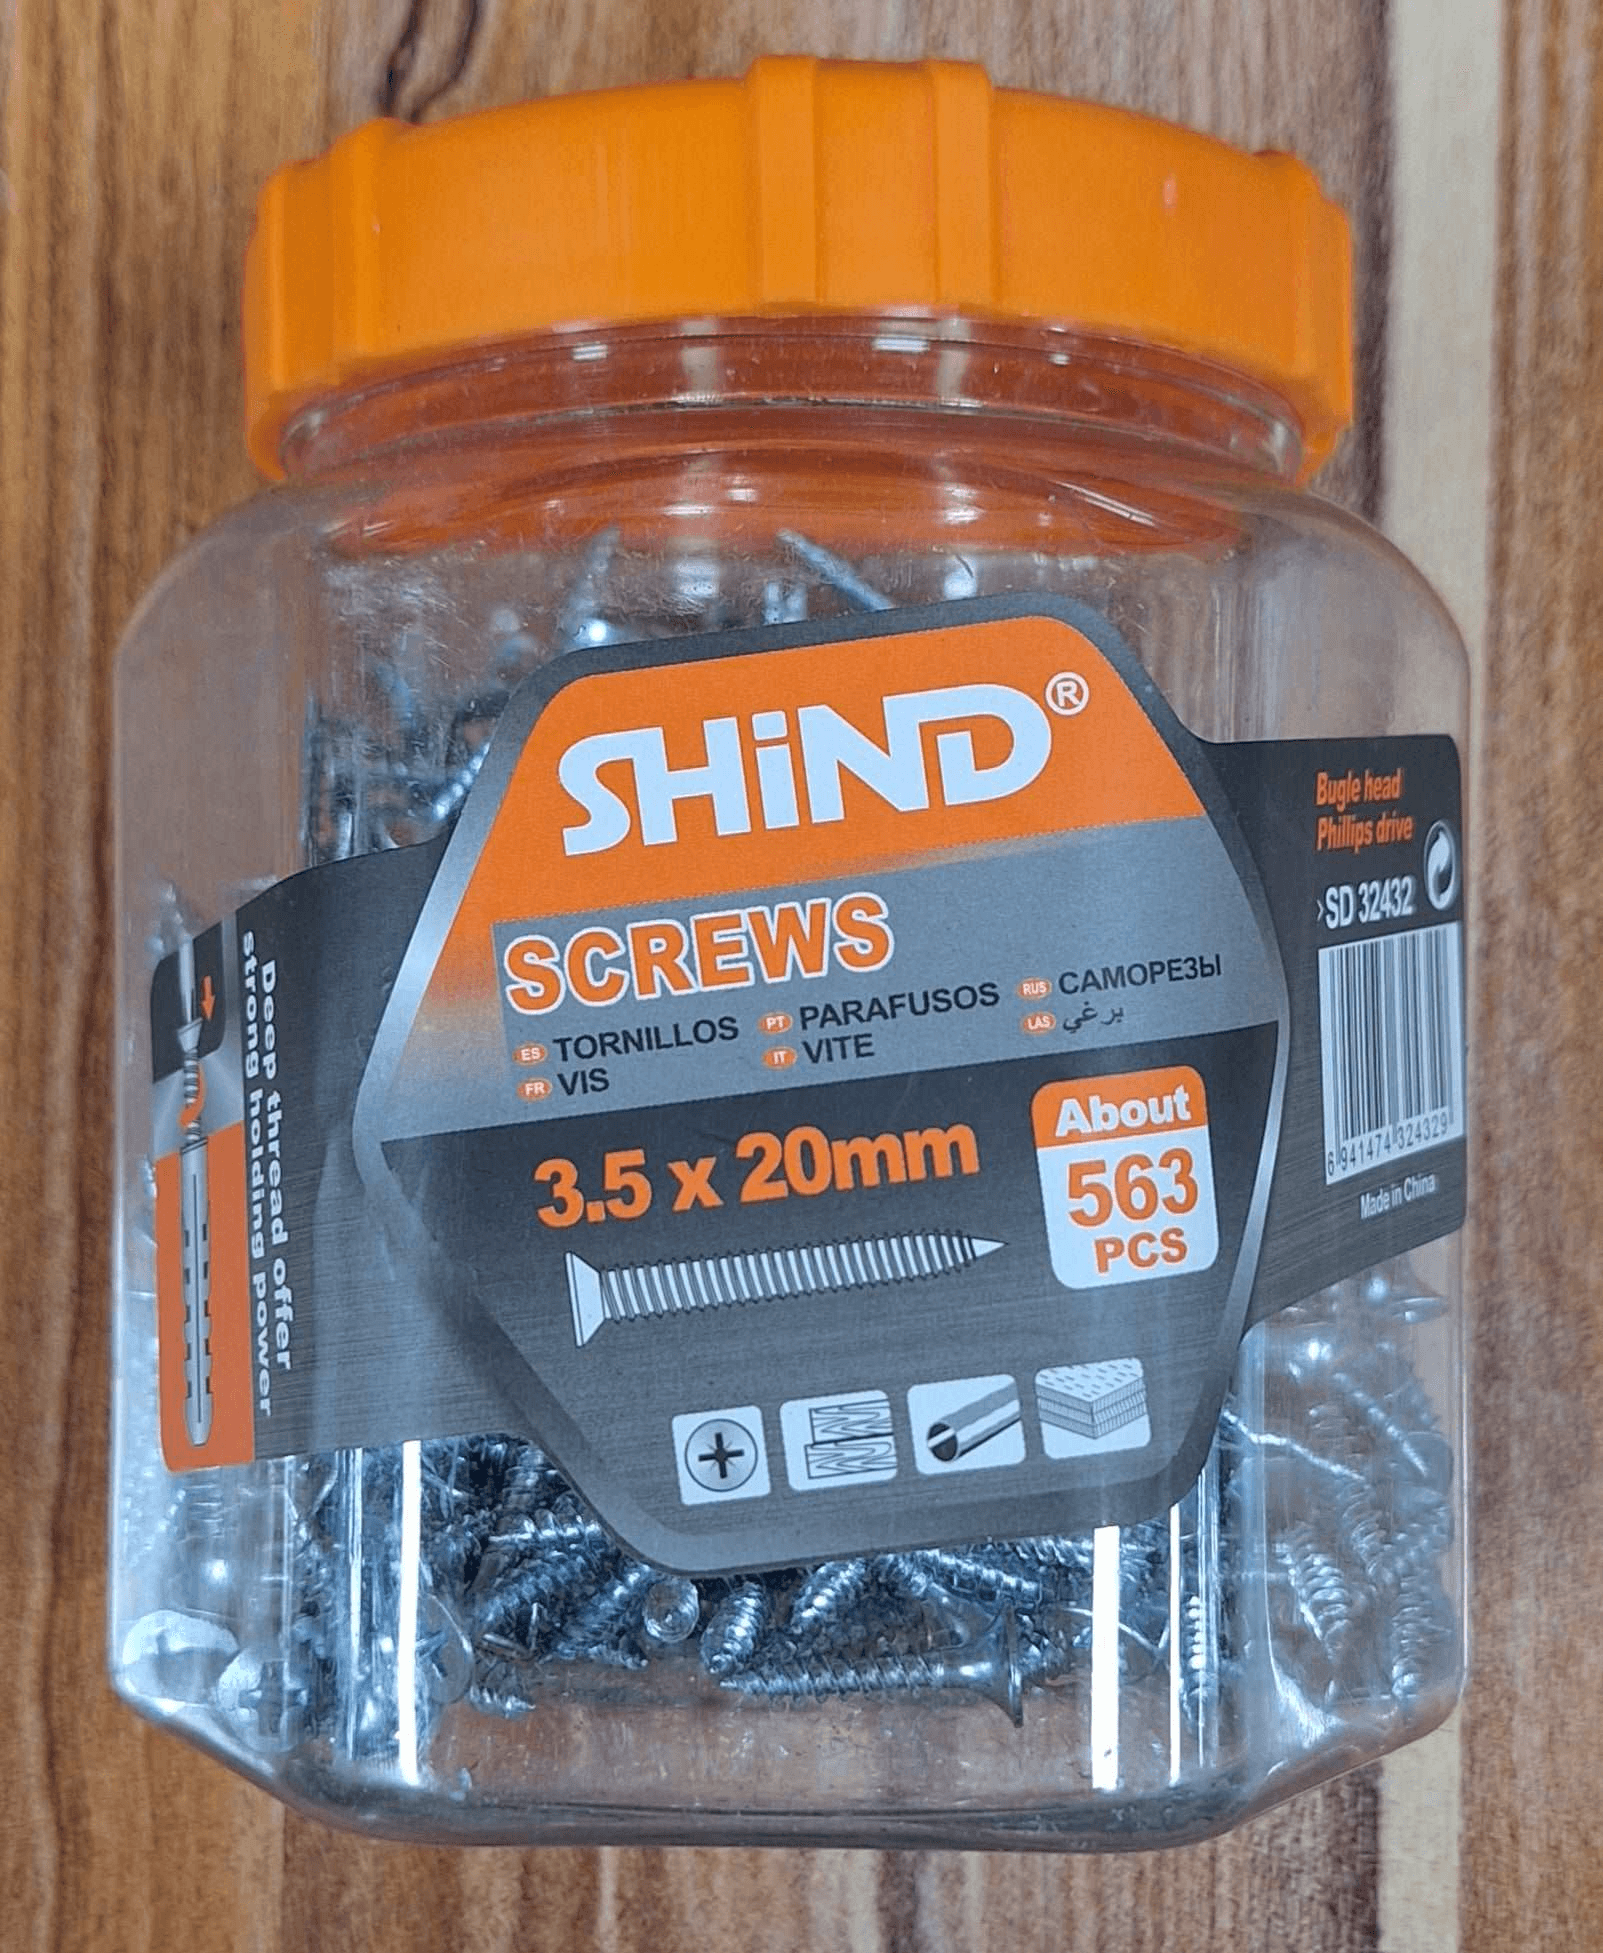 SHiND®
SCREWS
ES TORNILLOS PT PARAFUSOS RUS САМОРЕЗЫ
FR VIS IT VITE LAS برغي
3.5 x 20mm
About
563
PCS
Deep thread offer
strong holding power
Bugle head
Phillips drive
SD 32432
6 941474 324329
Made in China